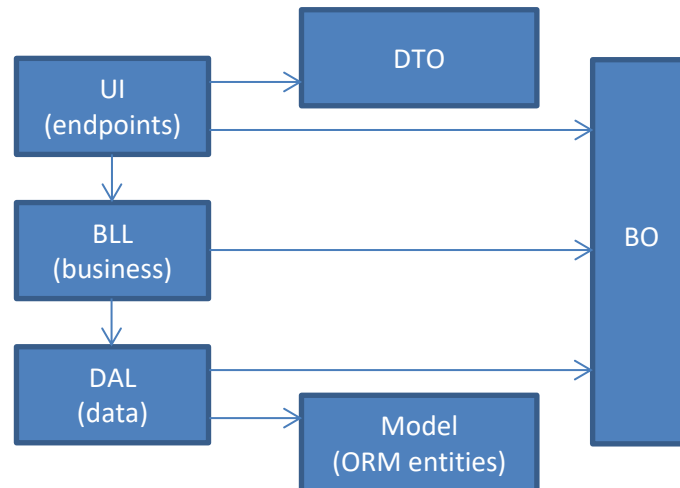 DTO
UI
(endpoints)
BLL
(business)
BO
DAL
(data)
Model
(ORM entities)